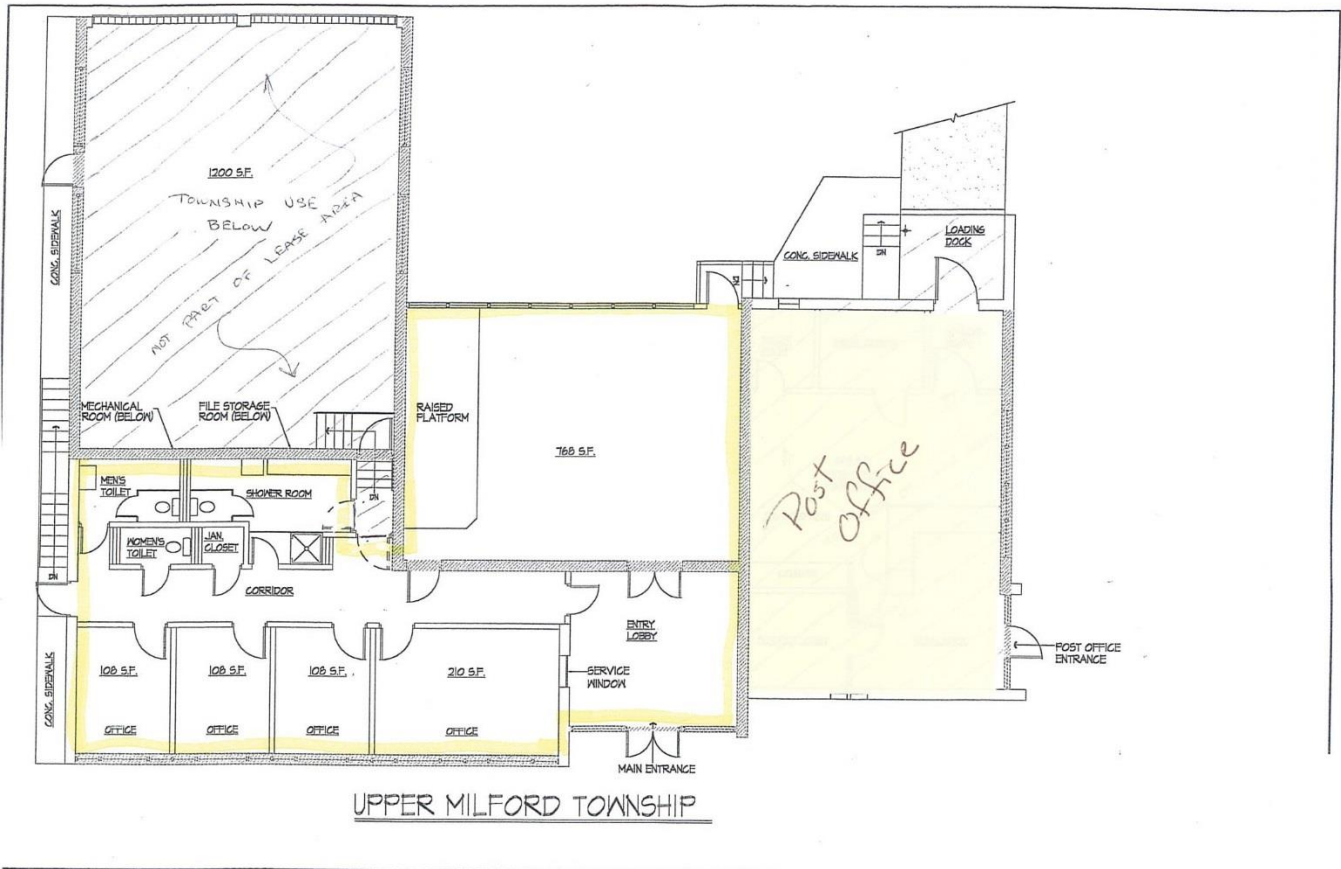 1200 S.F.
TOWNSHIP USE
BELOW
NOT PART OF LEASE AREA
CONC. SIDEWALK
MECHANICAL
ROOM (BELOW)
FILE STORAGE
ROOM (BELOW)
DN
MEN'S
TOILET
SHOWER ROOM
DN
WOMEN'S
TOILET
JAN.
CLOSET
CORRIDOR
CONC. SIDEWALK
108 S.F.
OFFICE
108 S.F.
OFFICE
108 S.F.
OFFICE
210 S.F.
OFFICE
RAISED
PLATFORM
768 S.F.
ENTRY
LOBBY
SERVICE
WINDOW
MAIN ENTRANCE
DN
CONC. SIDEWALK
DN
LOADING
DOCK
Post
Office
POST OFFICE
ENTRANCE
UPPER MILFORD TOWNSHIP